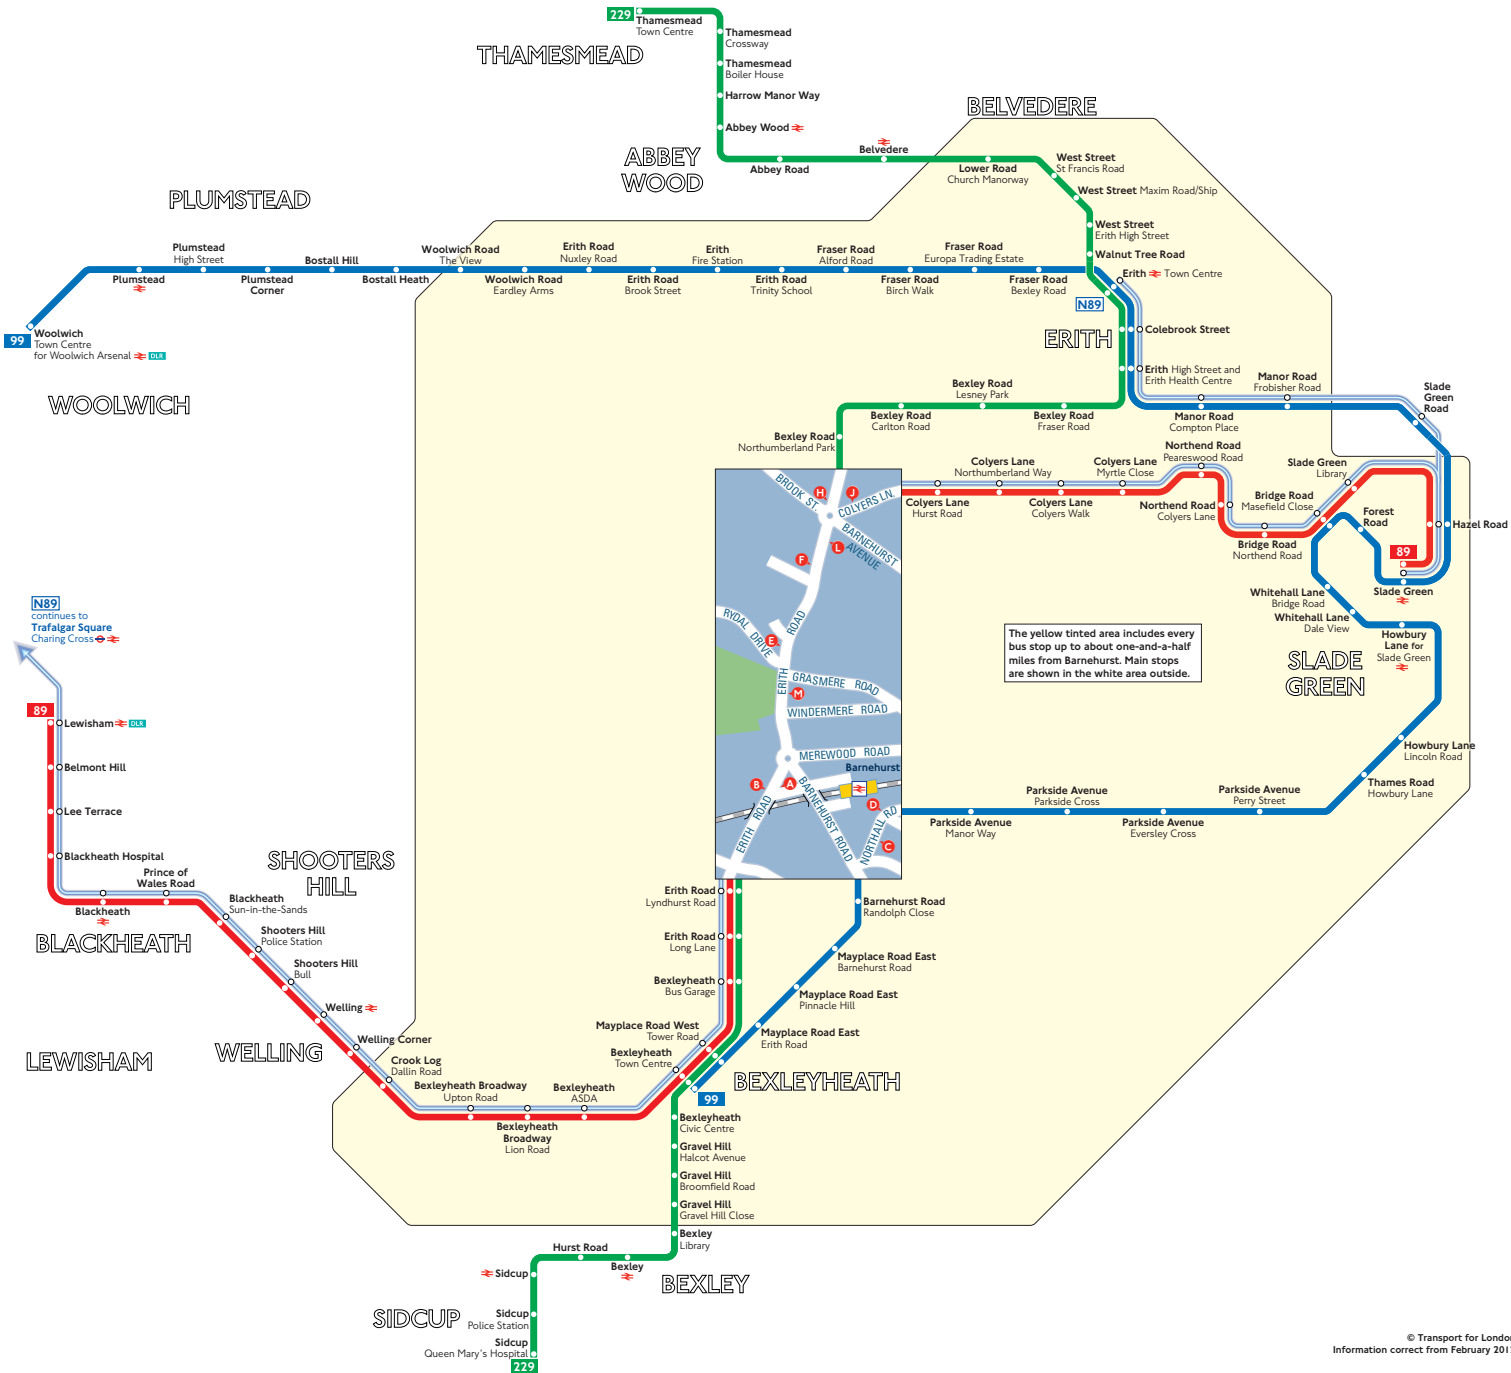 229
Thamesmead
Town Centre
THAMESMEAD
Thamesmead
Crossway
Thamesmead
Boiler House
Harrow Manor Way
Abbey Wood
ABBEY
WOOD
Abbey Road
Belvedere
BELVEDERE
Lower Road
Church Manorway
West Street
St Francis Road
West Street Maxim Road/Ship
West Street
Erith High Street
Walnut Tree Road
Erith Town Centre
N89
PLUMSTEAD
Plumstead
High Street
Bostall Hill
Woolwich Road
The View
Erith Road
Nuxley Road
Erith
Fire Station
Fraser Road
Alford Road
Fraser Road
Europa Trading Estate
Plumstead
Plumstead
Corner
Bostall Heath
Woolwich Road
Eardley Arms
Erith Road
Brook Street
Erith Road
Trinity School
Fraser Road
Birch Walk
Fraser Road
Bexley Road
99
Woolwich
Town Centre
for Woolwich Arsenal DLR
WOOLWICH
ERITH
Colebrook Street
Erith High Street and
Erith Health Centre
Manor Road
Frobisher Road
Manor Road
Compton Place
Slade
Green
Road
Bexley Road
Lesney Park
Bexley Road
Carlton Road
Bexley Road
Fraser Road
Bexley Road
Northumberland Park
Colyers Lane
Northumberland Way
Colyers Lane
Myrtle Close
Northend Road
Peareswood Road
Slade Green
Library
Colyers Lane
Hurst Road
Colyers Lane
Colyers Walk
Northend Road
Colyers Lane
Bridge Road
Masefield Close
Bridge Road
Northend Road
Forest
Road
Hazel Road
89
Slade Green
Whitehall Lane
Bridge Road
Whitehall Lane
Dale View
Howbury
Lane for
Slade Green
SLADE
GREEN
Howbury Lane
Lincoln Road
Thames Road
Howbury Lane
Parkside Avenue
Perry Street
Parkside Avenue
Parkside Cross
Parkside Avenue
Manor Way
Parkside Avenue
Eversley Cross
The yellow tinted area includes every
bus stop up to about one-and-a-half
miles from Barnehurst. Main stops
are shown in the white area outside.
BROOK ST.
H
J
COLYERS LN.
BARNEHURST
AVENUE
L
F
RYDAL DRIVE
E
ERITH ROAD
GRASMERE ROAD
M
WINDERMERE ROAD
MEREWOOD ROAD
Barnehurst
B
A
D
C
ERITH ROAD
BARNEHURST ROAD
NORTHALL RD
N89
continues to
Trafalgar Square
Charing Cross
89
Lewisham DLR
Belmont Hill
Lee Terrace
Blackheath Hospital
Prince of
Wales Road
Blackheath
BLACKHEATH
SHOOTERS
HILL
Blackheath
Sun-in-the-Sands
Shooters Hill
Police Station
Shooters Hill
Bull
Welling
Welling Corner
Crook Log
Dallin Road
LEWISHAM
WELLING
Bexleyheath Broadway
Upton Road
Bexleyheath
Broadway
Lion Road
Bexleyheath
ASDA
Bexleyheath
Town Centre
Mayplace Road West
Tower Road
Bexleyheath
Bus Garage
Erith Road
Long Lane
Erith Road
Lyndhurst Road
Barnehurst Road
Randolph Close
Mayplace Road East
Barnehurst Road
Mayplace Road East
Pinnacle Hill
Mayplace Road East
Erith Road
99
BEXLEYHEATH
Bexleyheath
Civic Centre
Gravel Hill
Halcot Avenue
Gravel Hill
Broomfield Road
Gravel Hill
Gravel Hill Close
Bexley
Library
BEXLEY
Hurst Road
Bexley
Sidcup
SIDCUP
Sidcup
Police Station
Sidcup
Queen Mary's Hospital
229
© Transport for London
Information correct from February 201